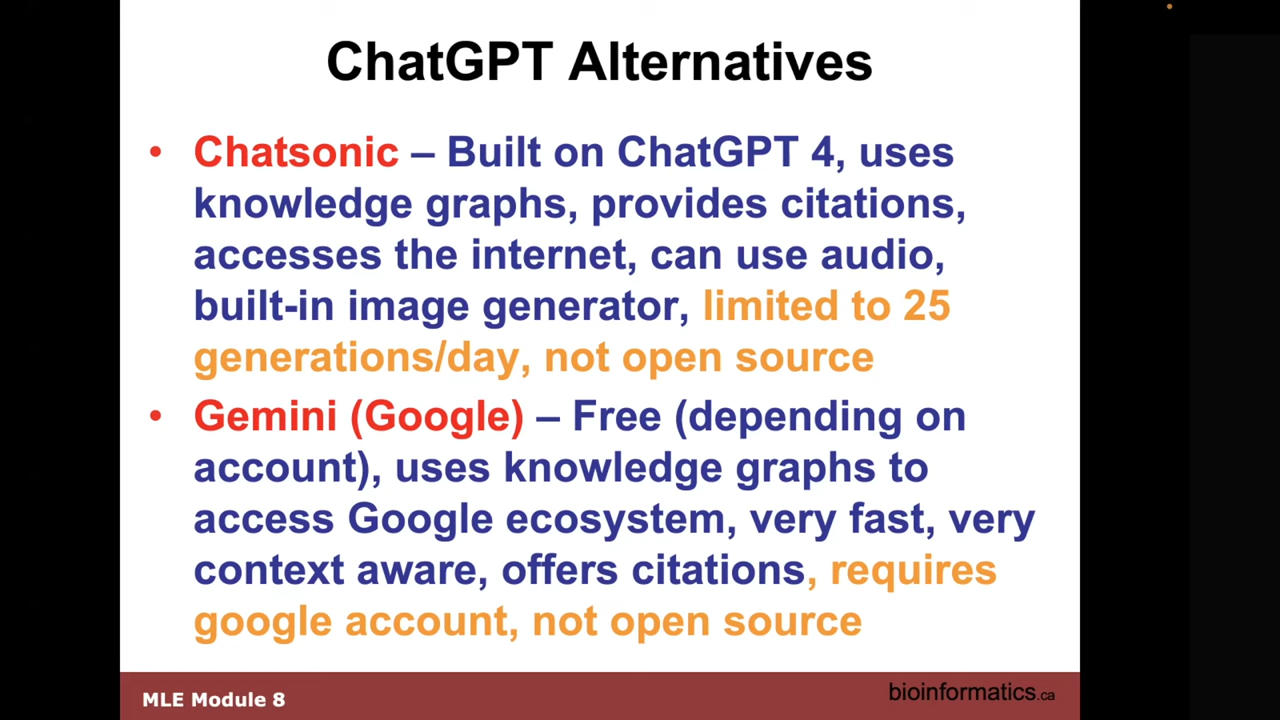 ChatGPT Alternatives
• Chatsonic – Built on ChatGPT 4, uses
knowledge graphs, provides citations,
accesses the internet, can use audio,
built-in image generator, limited to 25
generations/day, not open source
• Gemini (Google) – Free (depending on
account), uses knowledge graphs to
access Google ecosystem, very fast, very
context aware, offers citations, requires
google account, not open source
MLE Module 8
bioinformatics.ca